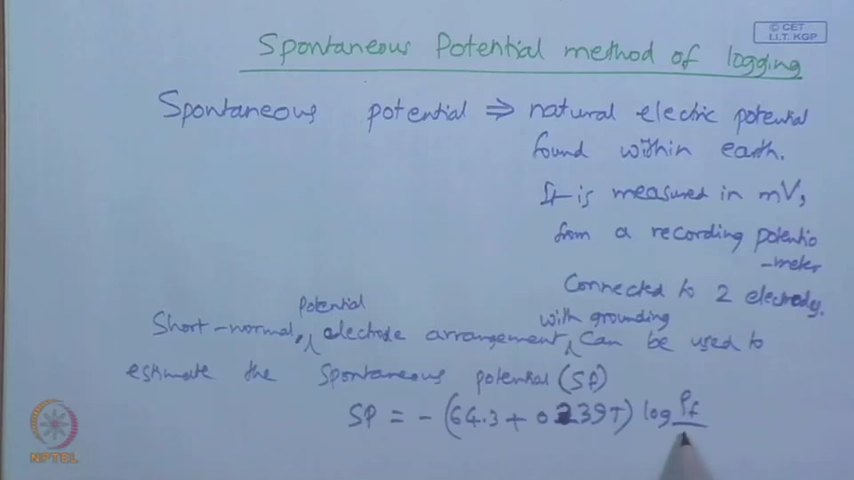 © CET
I.I.T. KGP
Spontaneous Potential method of logging
Spontaneous potential ⇒ natural electric potential
found within earth.
It is measured in mV,
from a recording potentio
-meter
Connected to 2 electrodes,
with grounding
Short-normal, potential electrode arrangement, can be used to
estimate the Spontaneous potential (SP)
SP = - (64.3 + 0.239T) log ρf
NPTEL